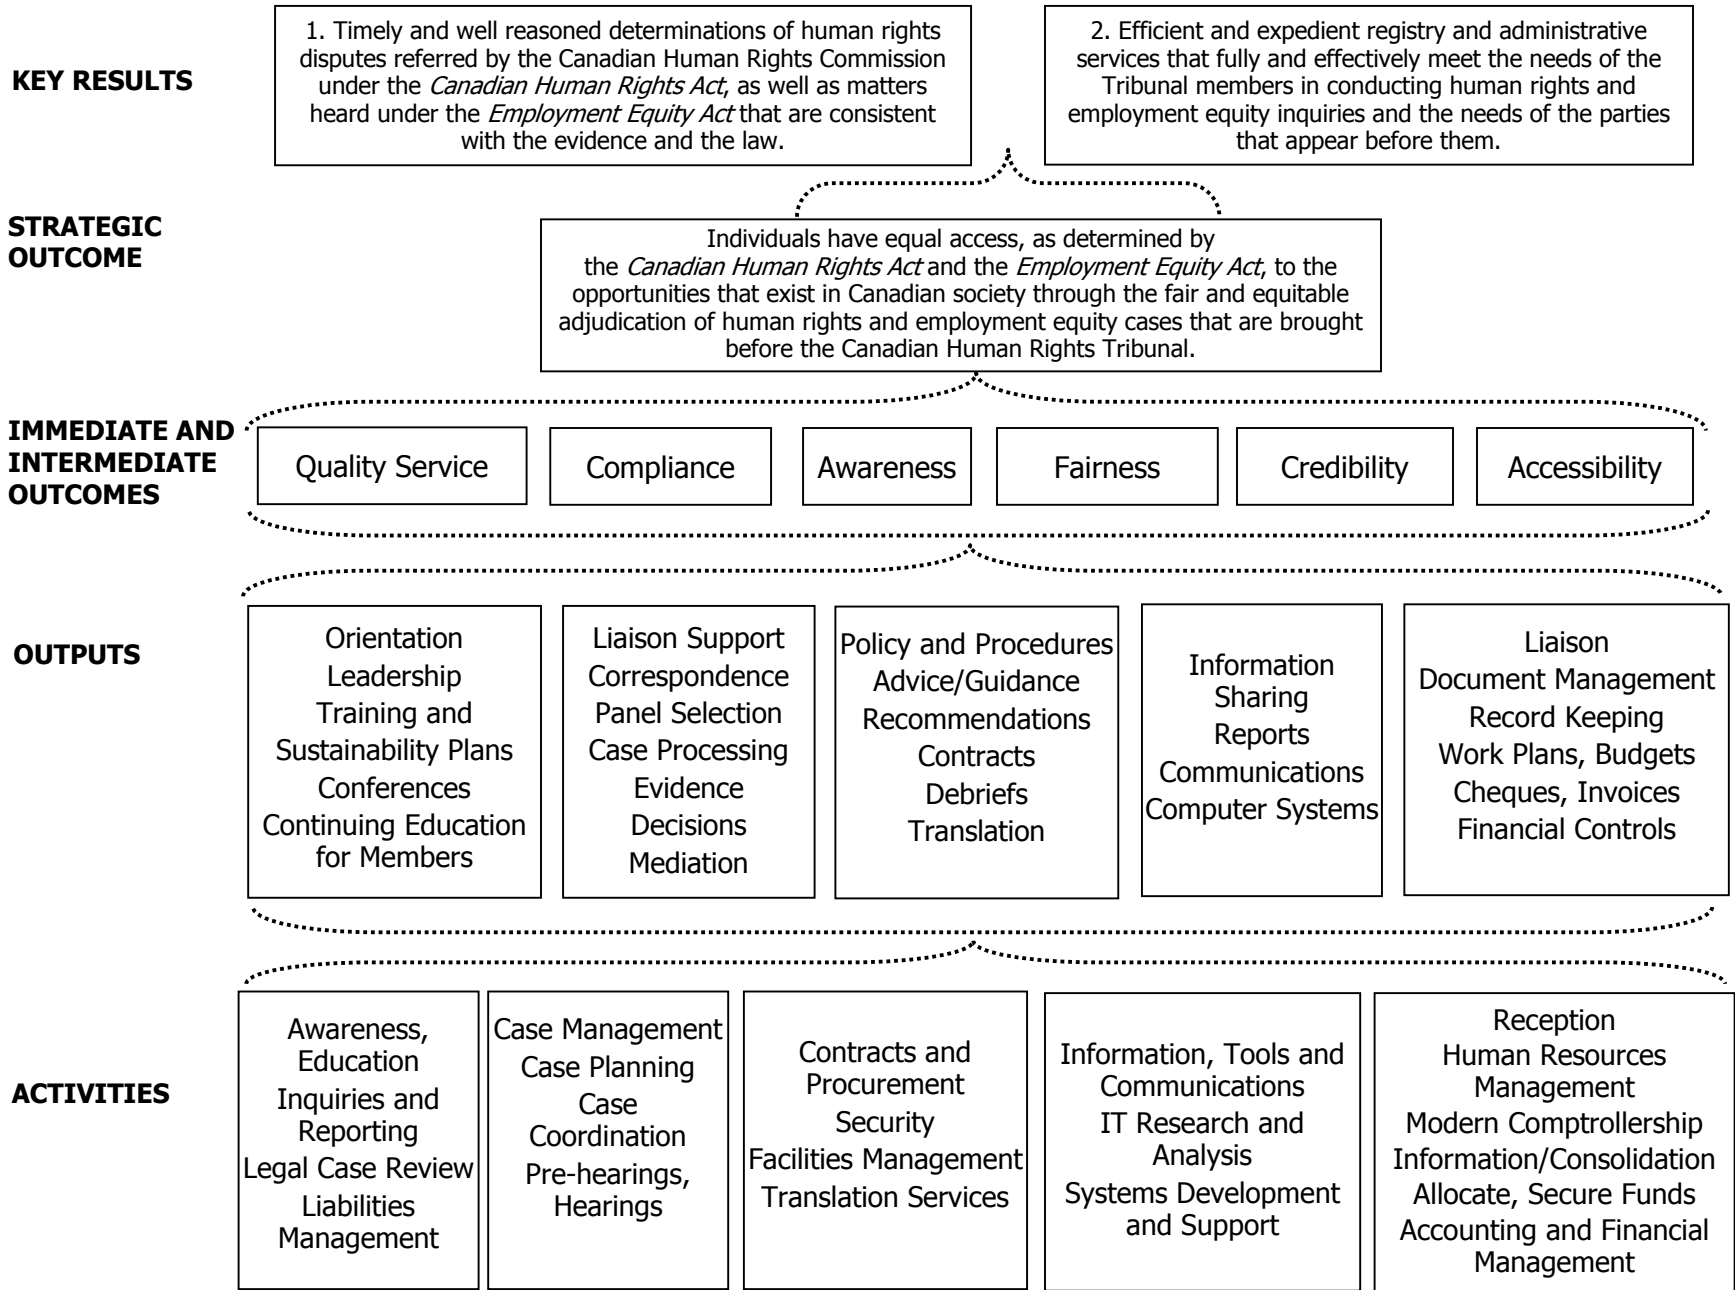 KEY RESULTS
1. Timely and well reasoned determinations of human rights
disputes referred by the Canadian Human Rights Commission
under the Canadian Human Rights Act, as well as matters
heard under the Employment Equity Act that are consistent
with the evidence and the law.
2. Efficient and expedient registry and administrative
services that fully and effectively meet the needs of the
Tribunal members in conducting human rights and
employment equity inquiries and the needs of the parties
that appear before them.
STRATEGIC
OUTCOME
Individuals have equal access, as determined by
the Canadian Human Rights Act and the Employment Equity Act, to the
opportunities that exist in Canadian society through the fair and equitable
adjudication of human rights and employment equity cases that are brought
before the Canadian Human Rights Tribunal.
IMMEDIATE AND
INTERMEDIATE
OUTCOMES
Quality Service
Compliance
Awareness
Fairness
Credibility
Accessibility
OUTPUTS
Orientation
Leadership
Training and
Sustainability Plans
Conferences
Continuing Education
for Members
Liaison Support
Correspondence
Panel Selection
Case Processing
Evidence
Decisions
Mediation
Policy and Procedures
Advice/Guidance
Recommendations
Contracts
Debriefs
Translation
Information
Sharing
Reports
Communications
Computer Systems
Liaison
Document Management
Record Keeping
Work Plans, Budgets
Cheques, Invoices
Financial Controls
ACTIVITIES
Awareness,
Education
Inquiries and
Reporting
Legal Case Review
Liabilities
Management
Case Management
Case Planning
Case
Coordination
Pre-hearings,
Hearings
Contracts and
Procurement
Security
Facilities Management
Translation Services
Information, Tools and
Communications
IT Research and
Analysis
Systems Development
and Support
Reception
Human Resources
Management
Modern Comptrollership
Information/Consolidation
Allocate, Secure Funds
Accounting and Financial
Management